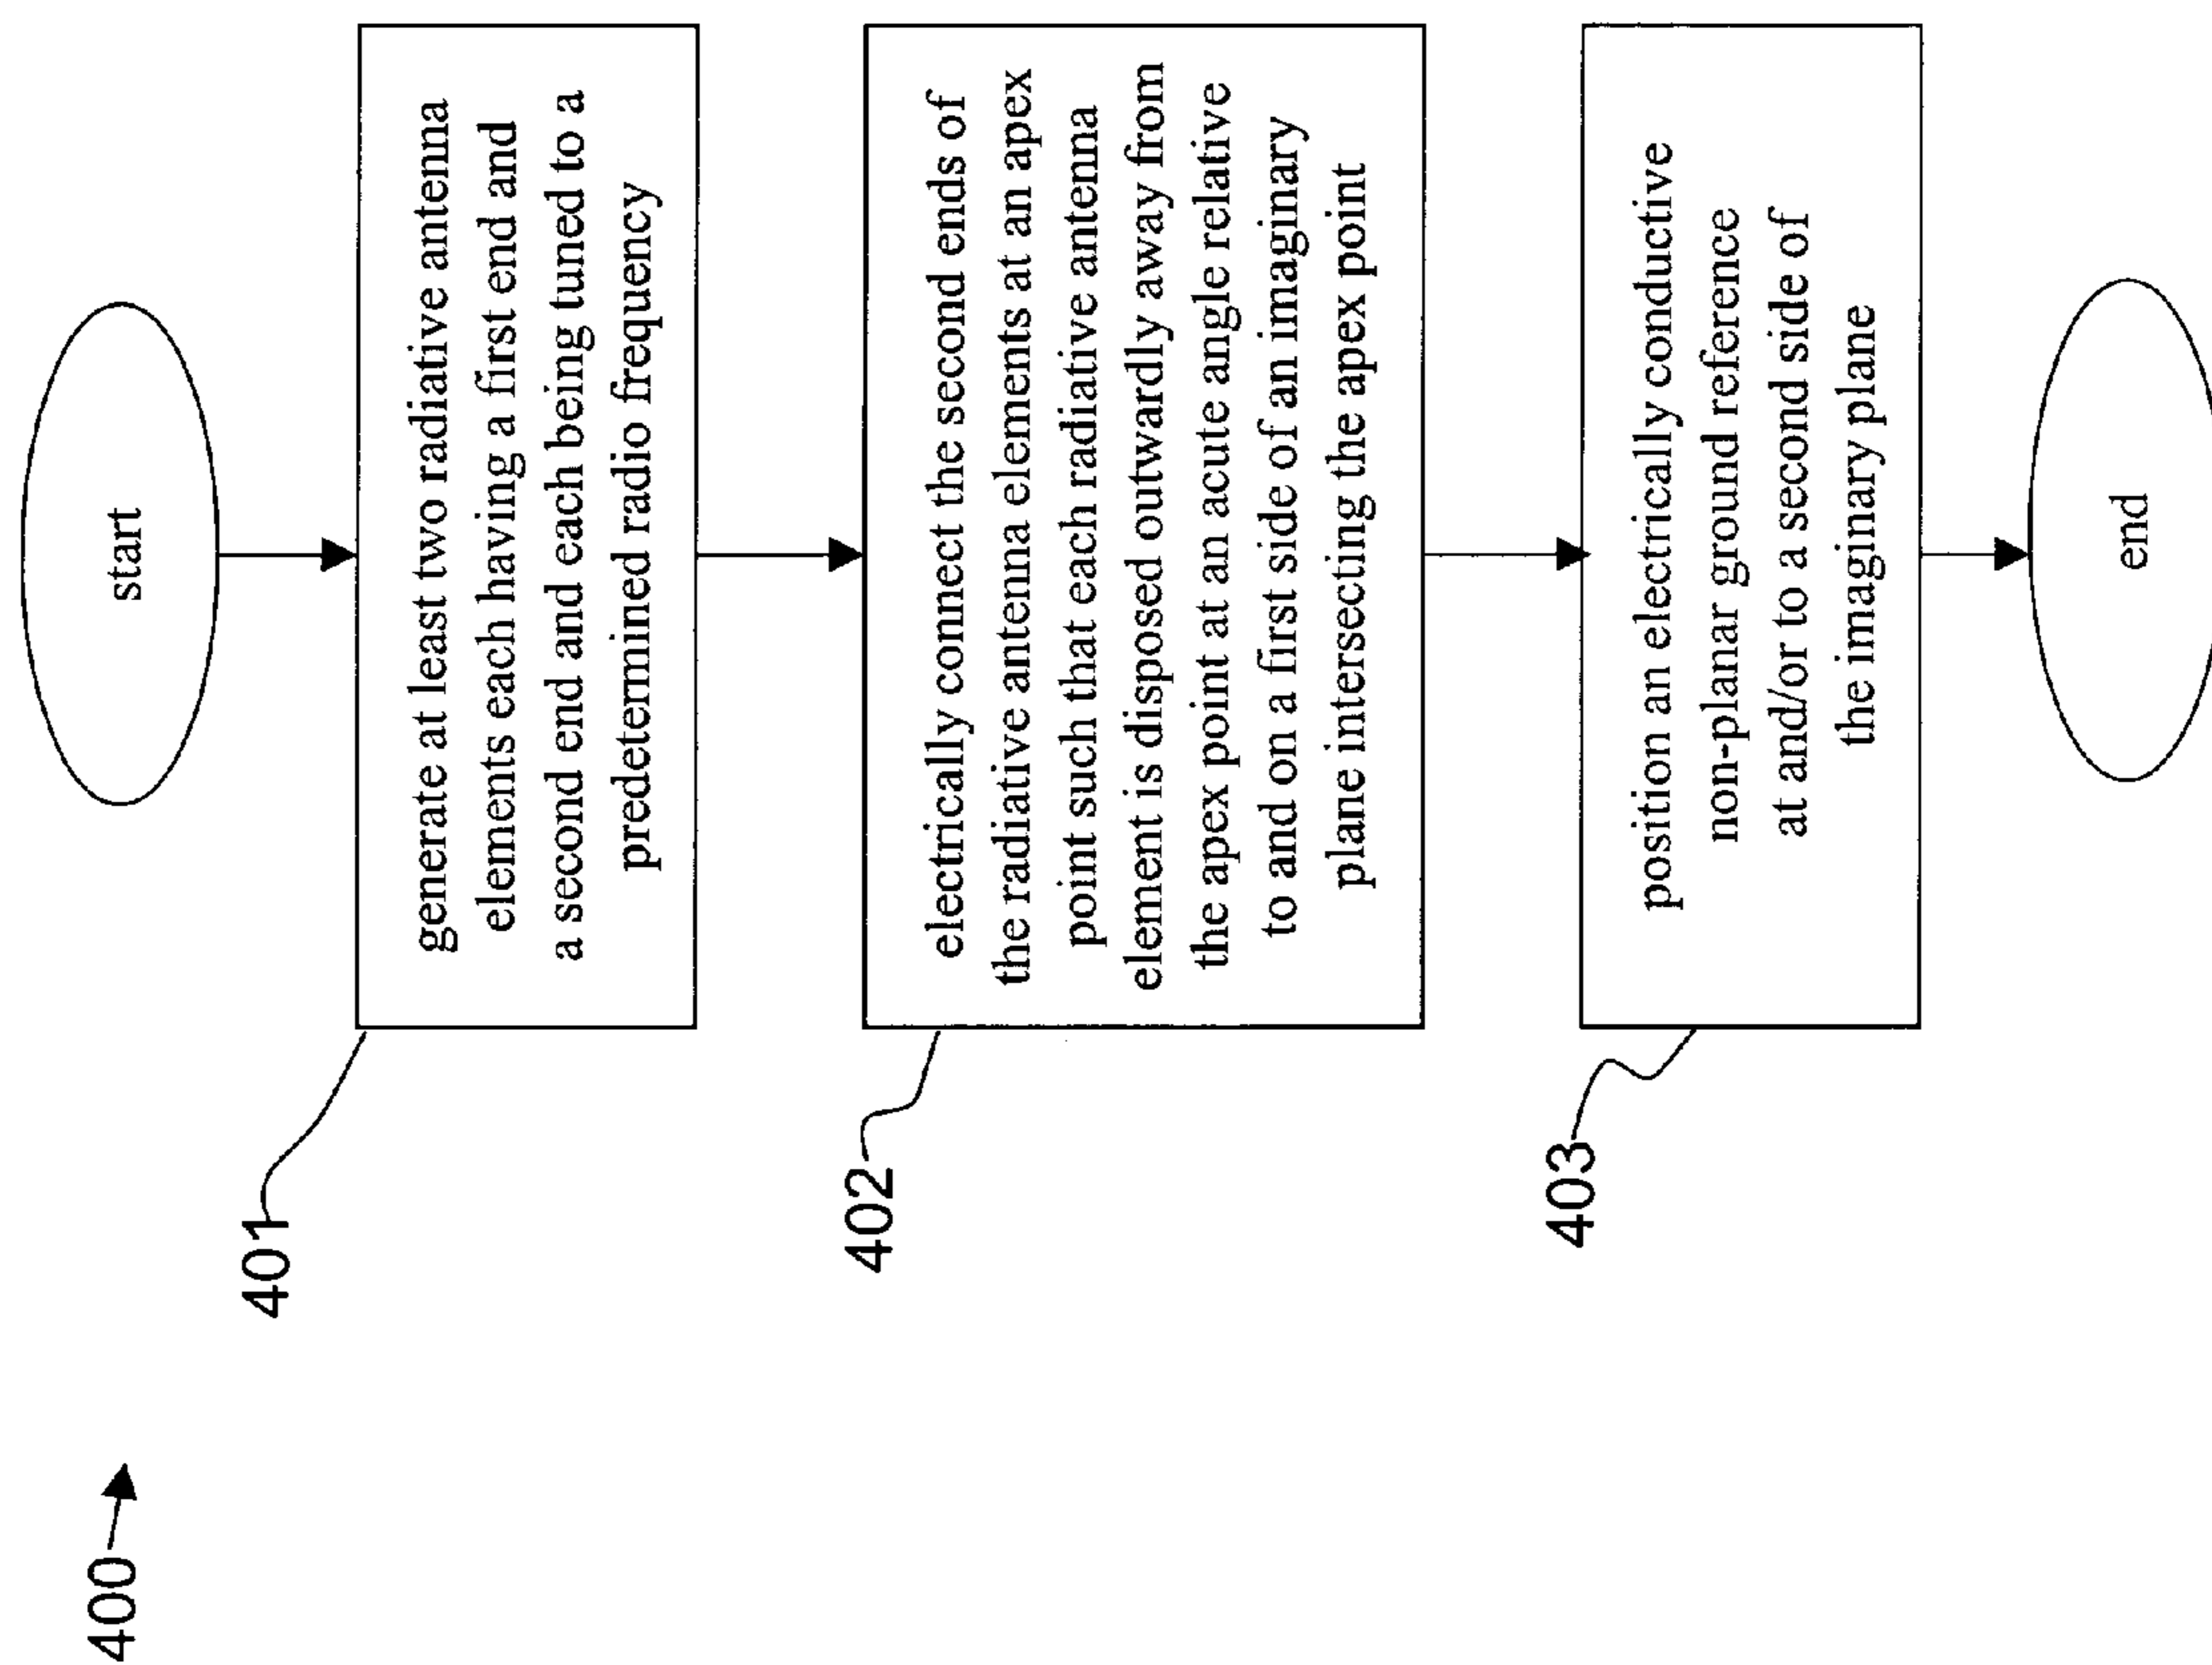 400
start
401
generate at least two radiative antenna
elements each having a first end and
a second end and each being tuned to a
predetermined radio frequency
402
electrically connect the second ends of
the radiative antenna elements at an apex
point such that each radiative antenna
element is disposed outwardly away from
the apex point at an acute angle relative
to and on a first side of an imaginary
plane intersecting the apex point
403
position an electrically conductive
non-planar ground reference
at and/or to a second side of
the imaginary plane
end